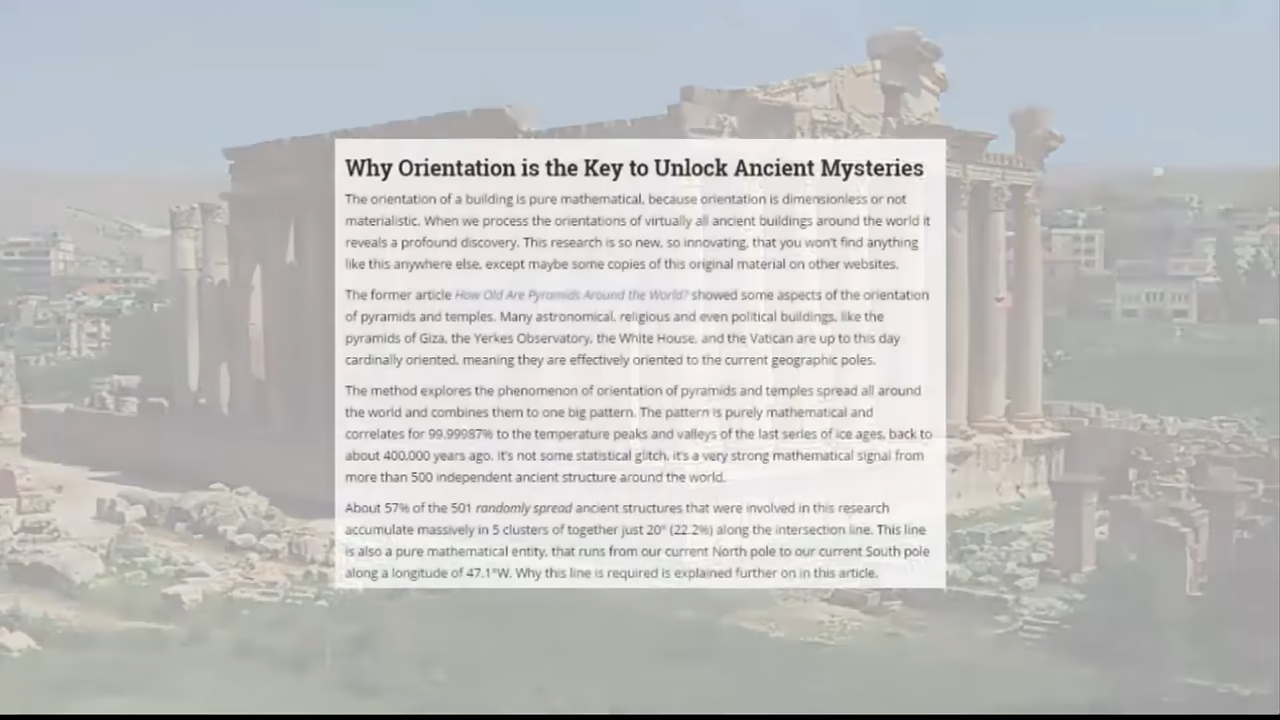 Why Orientation is the Key to Unlock Ancient Mysteries
The orientation of a building is pure mathematical, because orientation is dimensionless or not
materialistic. When we process the orientations of virtually all ancient buildings around the world it
reveals a profound discovery. This research is so new, so innovating, that you won't find anything
like this anywhere else, except maybe some copies of this original material on other websites.
The former article How Old Are Pyramids Around the World? showed some aspects of the orientation
of pyramids and temples. Many astronomical, religious and even political buildings, like the
pyramids of Giza, the Yerkes Observatory, the White House, and the Vatican are up to this day
cardinally oriented, meaning they are effectively oriented to the current geographic poles.
The method explores the phenomenon of orientation of pyramids and temples spread all around
the world and combines them to one big pattern. The pattern is purely mathematical and
correlates for 99.99987% to the temperature peaks and valleys of the last series of ice ages, back to
about 400.000 years ago. It's not some statistical glitch, it's a very strong mathematical signal from
more than 500 independent ancient structure around the world.
About 57% of the 501 randomly spread ancient structures that were involved in this research
accumulate massively in 5 clusters of together just 20° (22.2%) along the intersection line. This line
is also a pure mathematical entity, that runs from our current North pole to our current South pole
along a longitude of 47.1°W. Why this line is required is explained further on in this article.